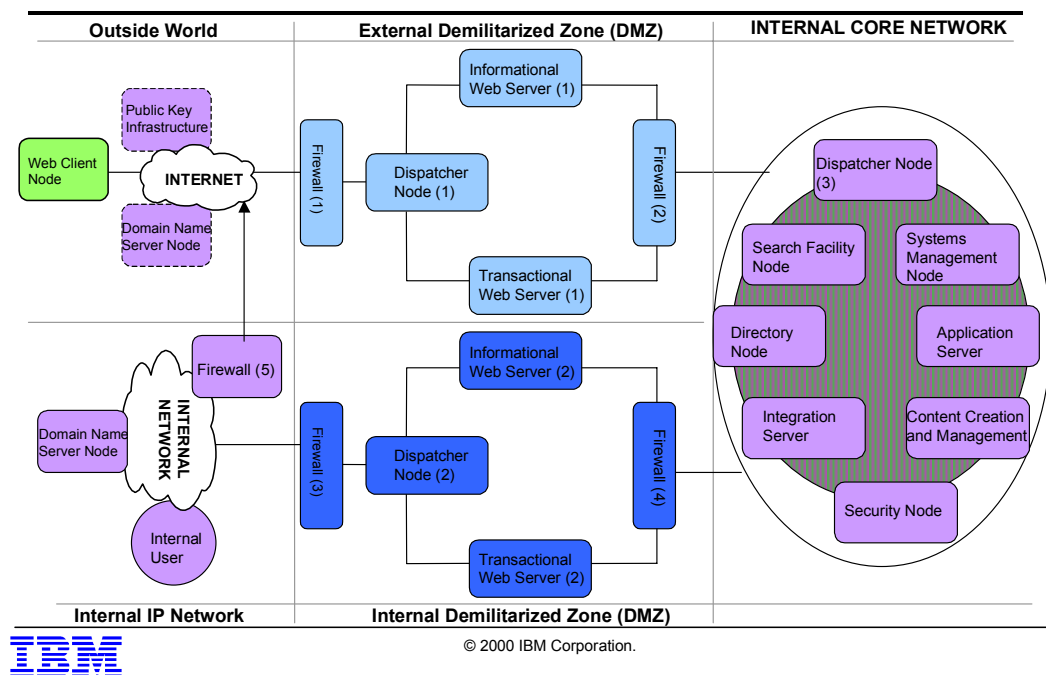 Outside World
External Demilitarized Zone (DMZ)
INTERNAL CORE NETWORK
Public Key
Infrastructure
Web Client
Node
INTERNET
Domain Name
Server Node
Firewall (1)
Dispatcher
Node (1)
Informational
Web Server (1)
Transactional
Web Server (1)
Firewall (2)
Firewall (5)
INTERNAL
NETWORK
Domain Name
Server Node
Internal
User
Firewall (3)
Dispatcher
Node (2)
Informational
Web Server (2)
Transactional
Web Server (2)
Firewall (4)
Dispatcher Node
(3)
Search Facility
Node
Systems
Management
Node
Directory
Node
Application
Server
Integration
Server
Content Creation
and Management
Security Node
Internal IP Network
Internal Demilitarized Zone (DMZ)
IBM
© 2000 IBM Corporation.